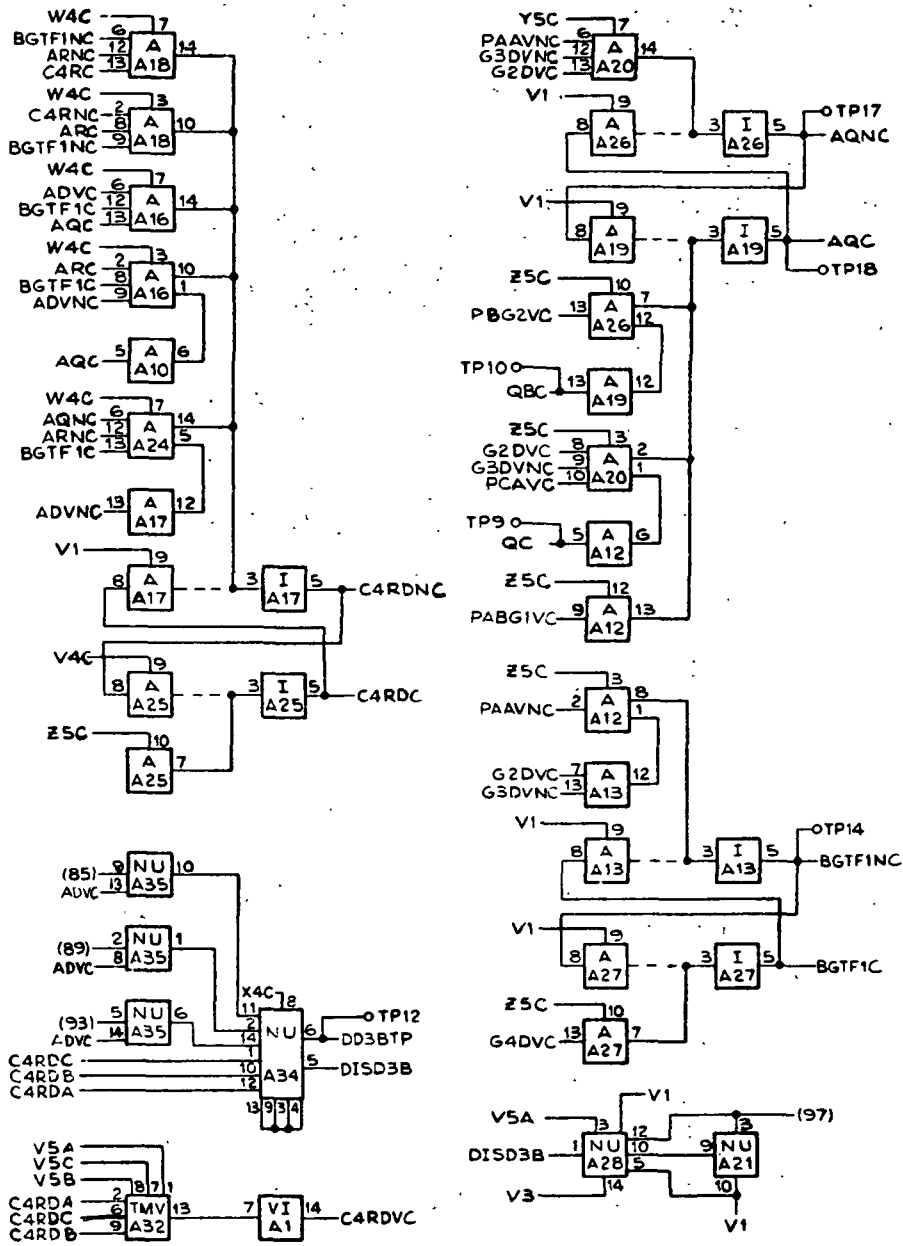 W4C 7
BGTF1NC 6 A 14
ARNC 12 A18
C4RC 13
W4C 3
C4RNC 2 A 10
ARC 8 A18
BGTF1NC 9
W4C 7
ADVC 6 A 14
BGTF1C 12 A16
AQC 13
W4C 3
ARC 2 A 10
BGTF1C 8 A16 1
ADVNC 9
AQC 5 A 6
A10
W4C 7
AQNC 6 A 14
ARNC 12 A24 5
BGTF1C 13
ADVNC 13 A 12
A17
V1 9
8 A 3 I 5 C4RDNC
A17 A17
V4C 9
8 A 3 I 5 C4RDC
A25 A25
Z5C 10
A 7
A25
(85) 9 NU 10
ADVC 13 A35
(89) 2 NU 1
ADVC 8 A35
(93) 5 NU 6
ADVC 14 A35
X4C 8
11
2 NU 6 TP12
14 DD3BTP
C4RDC 1 5 DISD3B
C4RDB 10 A34
C4RDA 12
13 9 3 4
V5A
V5C
V5B 8 7 1
C4RDA 2 TMV 13 7 VI 14 C4RDVC
C4RDC 6 A32 A1
C4RDB 9
Y5C 7
PAAVNC 6 A 14
G3DVNC 12 A20
G2DVC 13
V1 9
8 A 3 I 5 TP17
A26 A26 AQNC
V1 9
8 A 3 I 5 AQC
A19 A19 TP18
Z5C 10
PBG2VC 13 A 7
A26 12
TP10
QBC 13 A 12
A19
Z5C 3
G2DVC 8 A 2
G3DVNC 9 A20 1
PCAVC 10
TP9
QC 5 A 6
A12
Z5C 12
PABG1VC 9 A 13
A12
Z5C 3
PAAVNC 2 A 8
A12 1
G2DVC 7 A 12
G3DVNC 13 A13
V1 9 TP14
8 A 3 I 5 BGTF1NC
A13 A13
V1 9
8 A 3 I 5 BGTF1C
A27 A27
Z5C 10
G4DVC 13 A 7
A27
V5A 3 V1 (97)
DISD3B 1 NU 12 3
A28 10 9 NU
5 A21
V3 14 10
V1